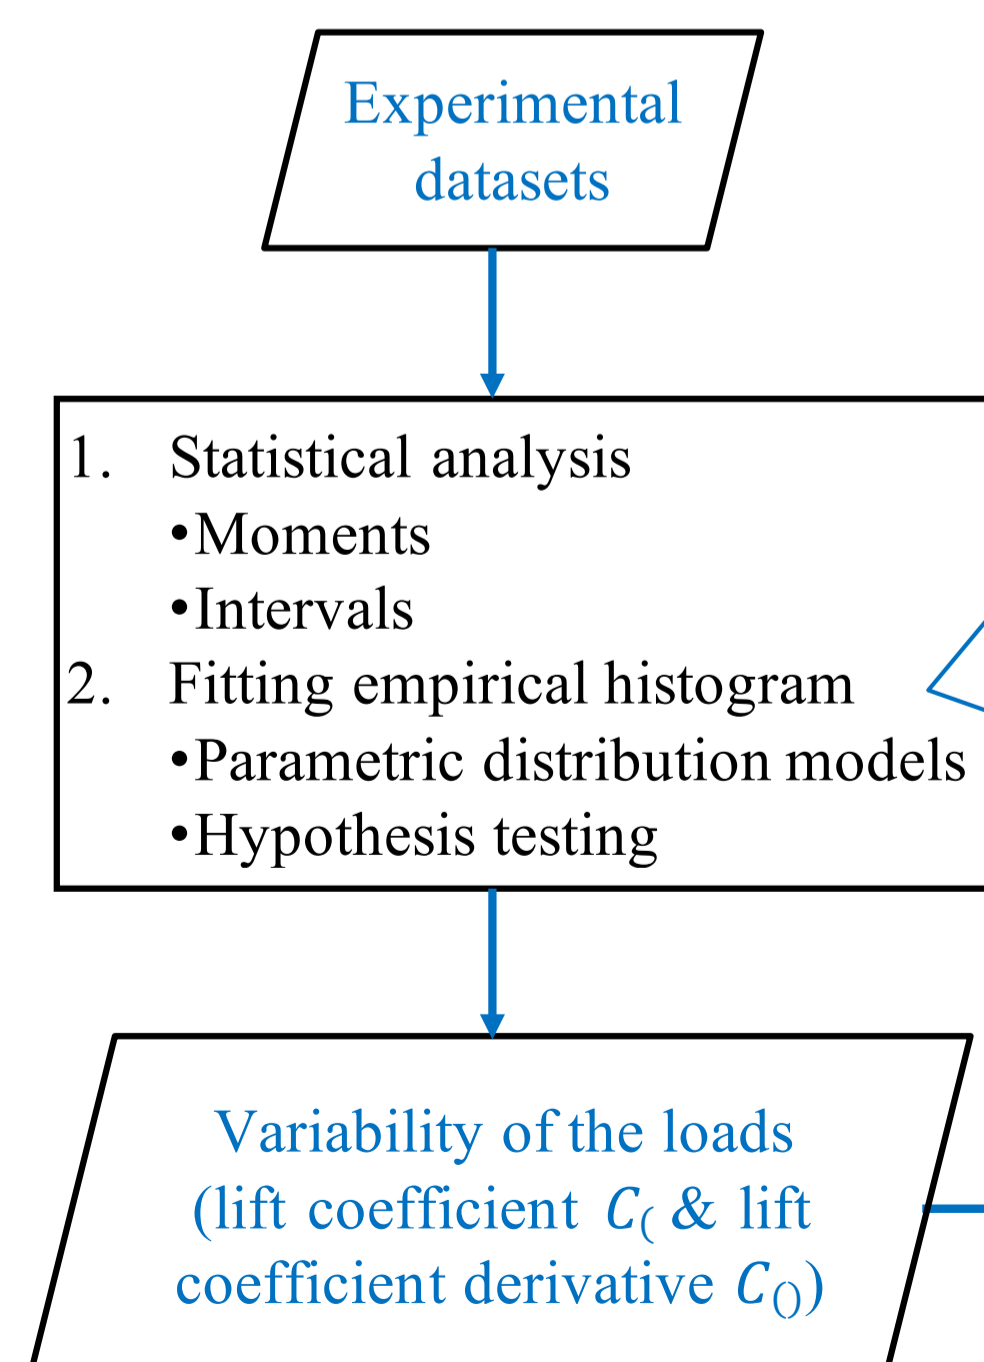 Experimental
datasets
1. Statistical analysis
•Moments
•Intervals
2. Fitting empirical histogram
•Parametric distribution models
•Hypothesis testing
Variability of the loads
(lift coefficient C( & lift
coefficient derivative C())